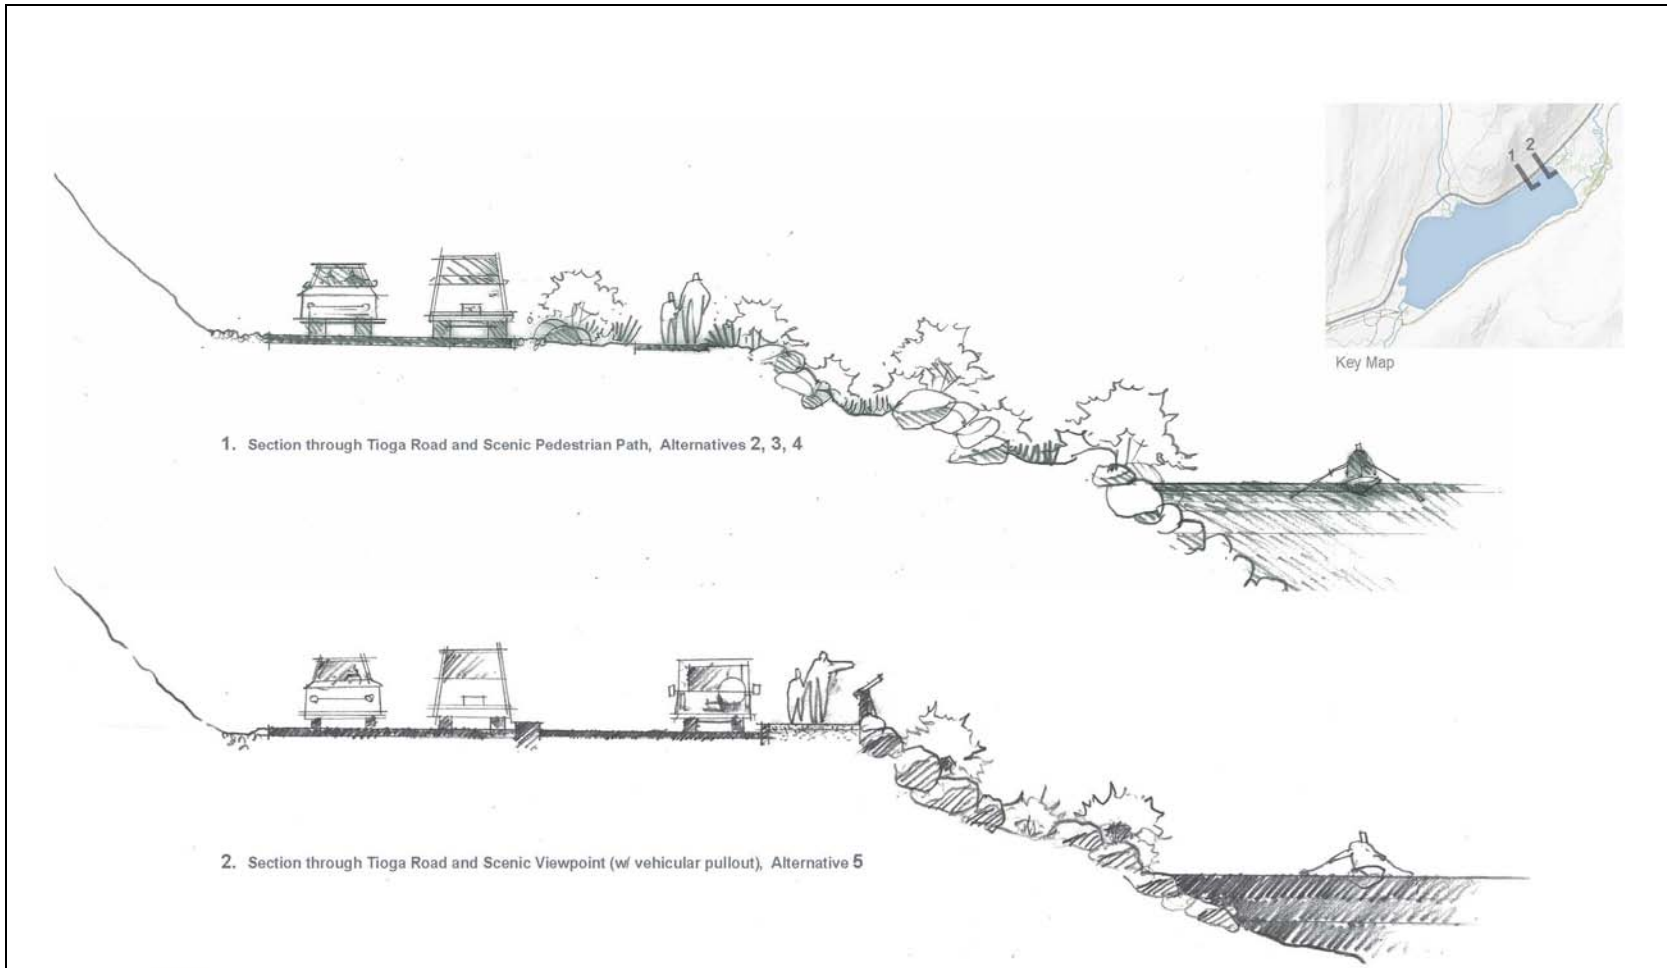 1 2
Key Map
1. Section through Tioga Road and Scenic Pedestrian Path, Alternatives 2, 3, 4
2. Section through Tioga Road and Scenic Viewpoint (w/ vehicular pullout), Alternative 5